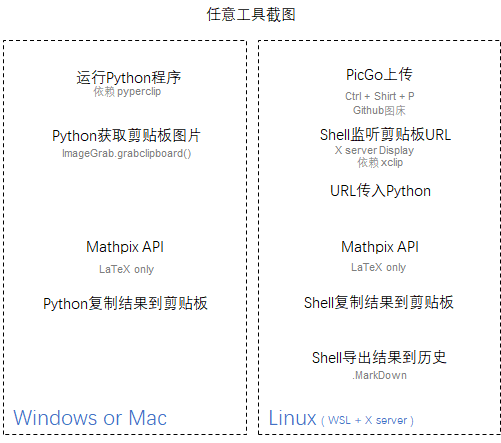 任意工具截图
运行Python程序
依赖 pyperclip
Python获取剪贴板图片
ImageGrab.grabclipboard()
Mathpix API
LaTeX only
Python复制结果到剪贴板
Windows or Mac
PicGo上传
Ctrl + Shirt + P
Github图床
Shell监听剪贴板URL
X server Display
依赖 xclip
URL传入Python
Mathpix API
LaTeX only
Shell复制结果到剪贴板
Shell导出结果到历史
.MarkDown
Linux ( WSL + X server )